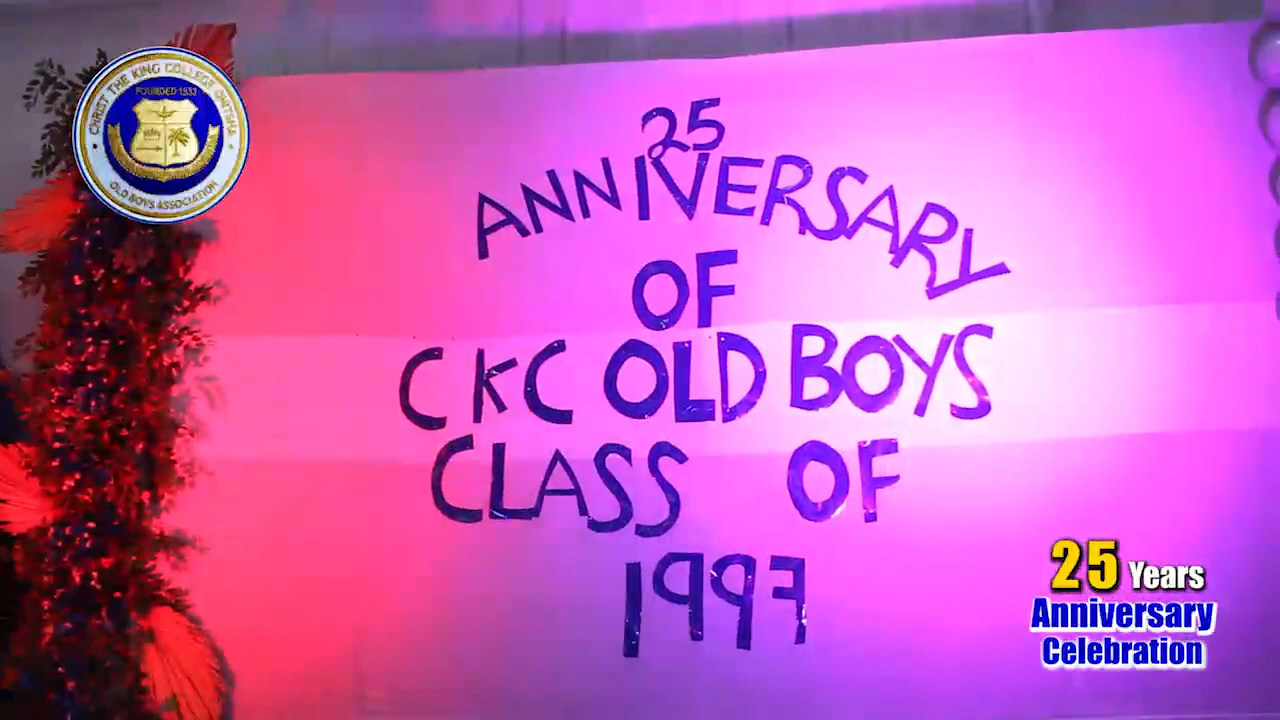 CHRIST THE KING COLLEGE ONITSHA
FOUNDED 1933
OLD BOYS ASSOCIATION
25
ANNIVERSARY
OF
CKC OLD BOYS
CLASS OF
1997
25 Years
Anniversary
Celebration